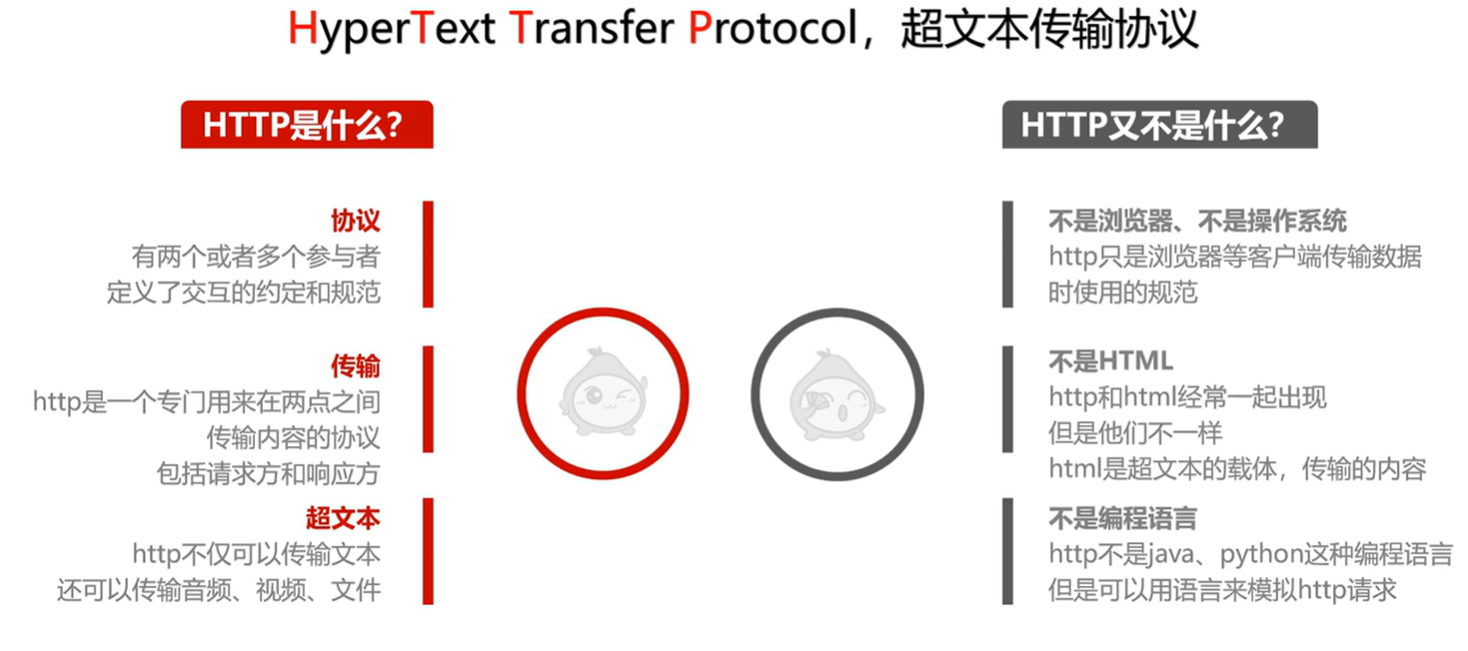 HyperText Transfer Protocol，超文本传输协议
HTTP是什么？
协议
有两个或者多个参与者
定义了交互的约定和规范
传输
http是一个专门用来在两点之间
传输内容的协议
包括请求方和响应方
超文本
http不仅可以传输文本
还可以传输音频、视频、文件
HTTP又不是什么？
不是浏览器、不是操作系统
http只是浏览器等客户端传输数据
时使用的规范
不是HTML
http和html经常一起出现
但是他们不一样
html是超文本的载体，传输的内容
不是编程语言
http不是java、python这种编程语言
但是可以用语言来模拟http请求